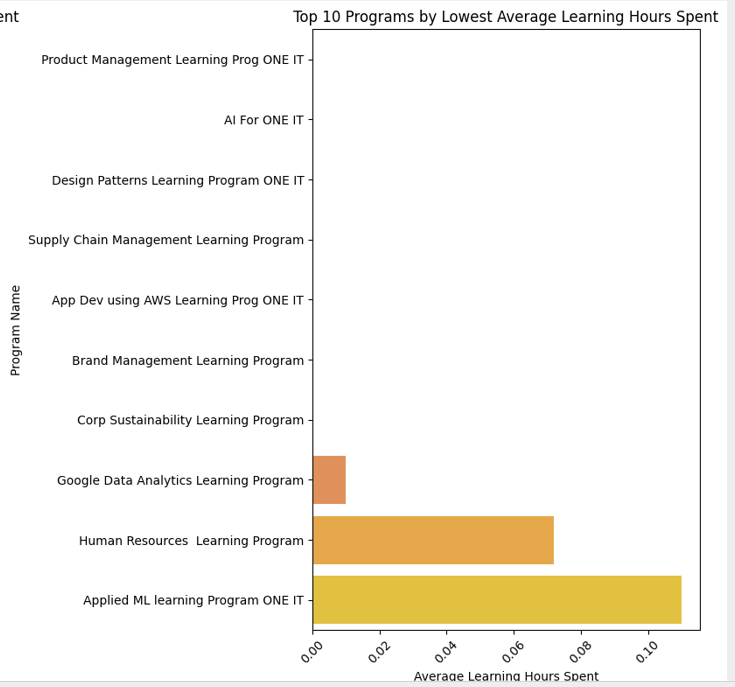 ent
Top 10 Programs by Lowest Average Learning Hours Spent
Product Management Learning Prog ONE IT
AI For ONE IT
Design Patterns Learning Program ONE IT
Supply Chain Management Learning Program
App Dev using AWS Learning Prog ONE IT
Brand Management Learning Program
Corp Sustainability Learning Program
Google Data Analytics Learning Program
Human Resources  Learning Program
Applied ML learning Program ONE IT
Program Name
0.00
0.02
0.04
0.06
0.08
0.10
Average Learning Hours Spent